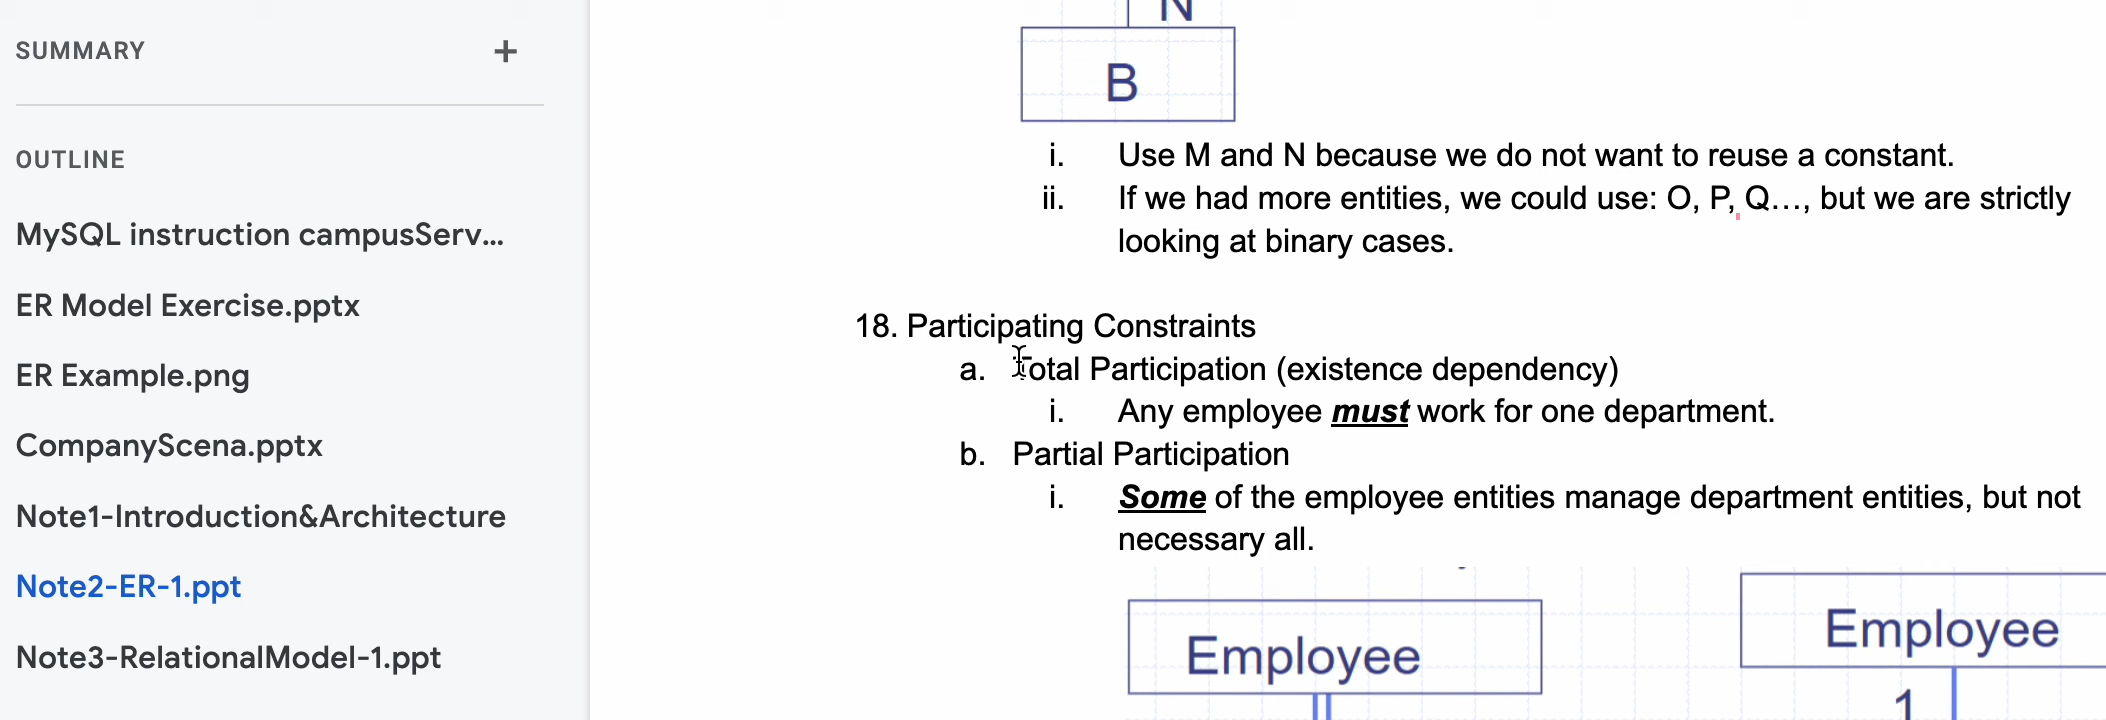 SUMMARY
+
OUTLINE
MySQL instruction campusServ...
ER Model Exercise.pptx
ER Example.png
CompanyScena.pptx
Note1-Introduction&Architecture
Note2-ER-1.ppt
Note3-RelationalModel-1.ppt
N
B
i. Use M and N because we do not want to reuse a constant.
ii. If we had more entities, we could use: O, P, Q…, but we are strictly
looking at binary cases.
18. Participating Constraints
a. Total Participation (existence dependency)
i. Any employee must work for one department.
b. Partial Participation
i. Some of the employee entities manage department entities, but not
necessary all.
Employee
Employee
1